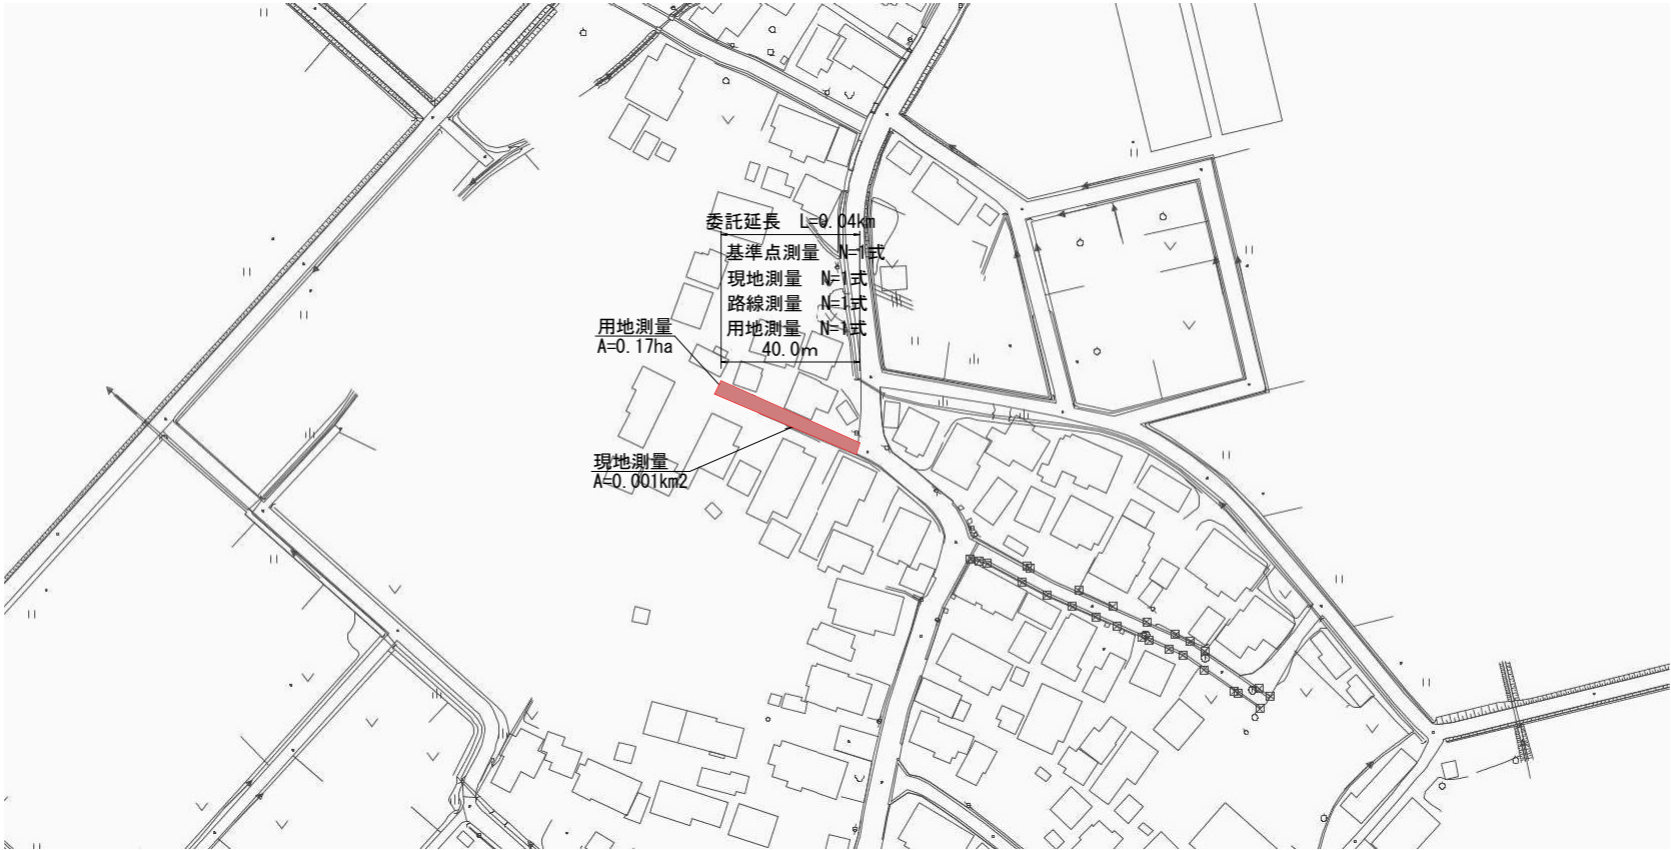 委託延長　L=0.04km
基準点測量　N=1式
現地測量　N=1式
路線測量　N=1式
用地測量　N=1式
40.0m
用地測量
A=0.17ha
現地測量
A=0.001km2